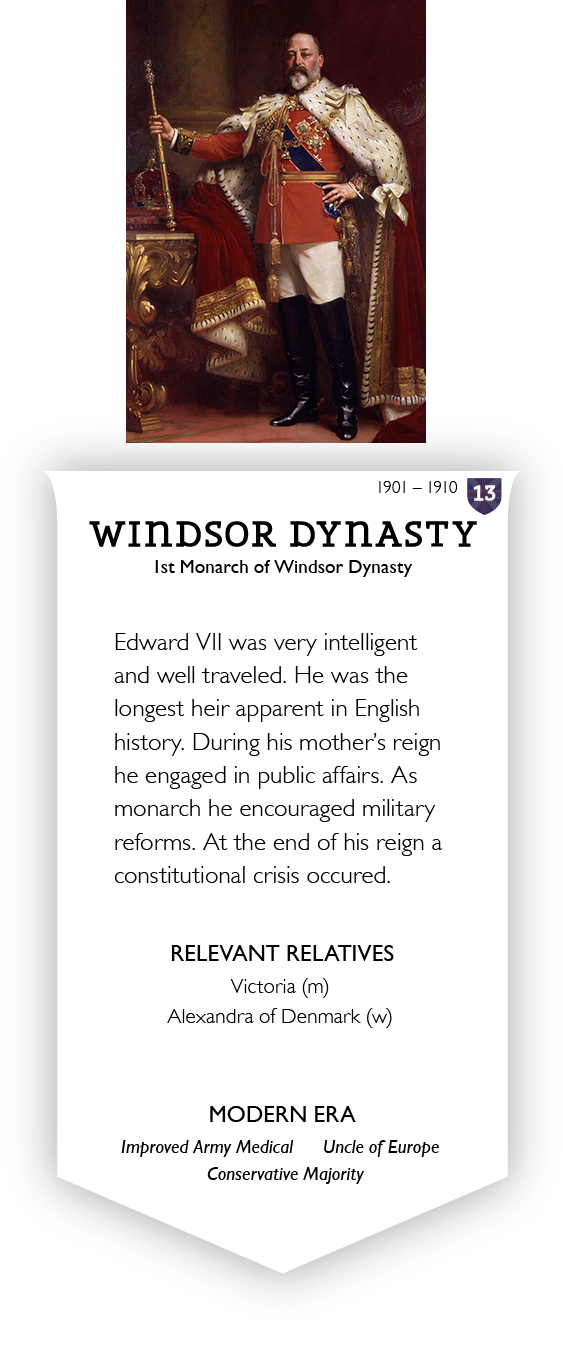 1901 – 1910 13
WINDSOR DYNASTY
1st Monarch of Windsor Dynasty
Edward VII was very intelligent
and well traveled. He was the
longest heir apparent in English
history. During his mother's reign
he engaged in public affairs. As
monarch he encouraged military
reforms. At the end of his reign a
constitutional crisis occured.
RELEVANT RELATIVES
Victoria (m)
Alexandra of Denmark (w)
MODERN ERA
Improved Army Medical Uncle of Europe
Conservative Majority